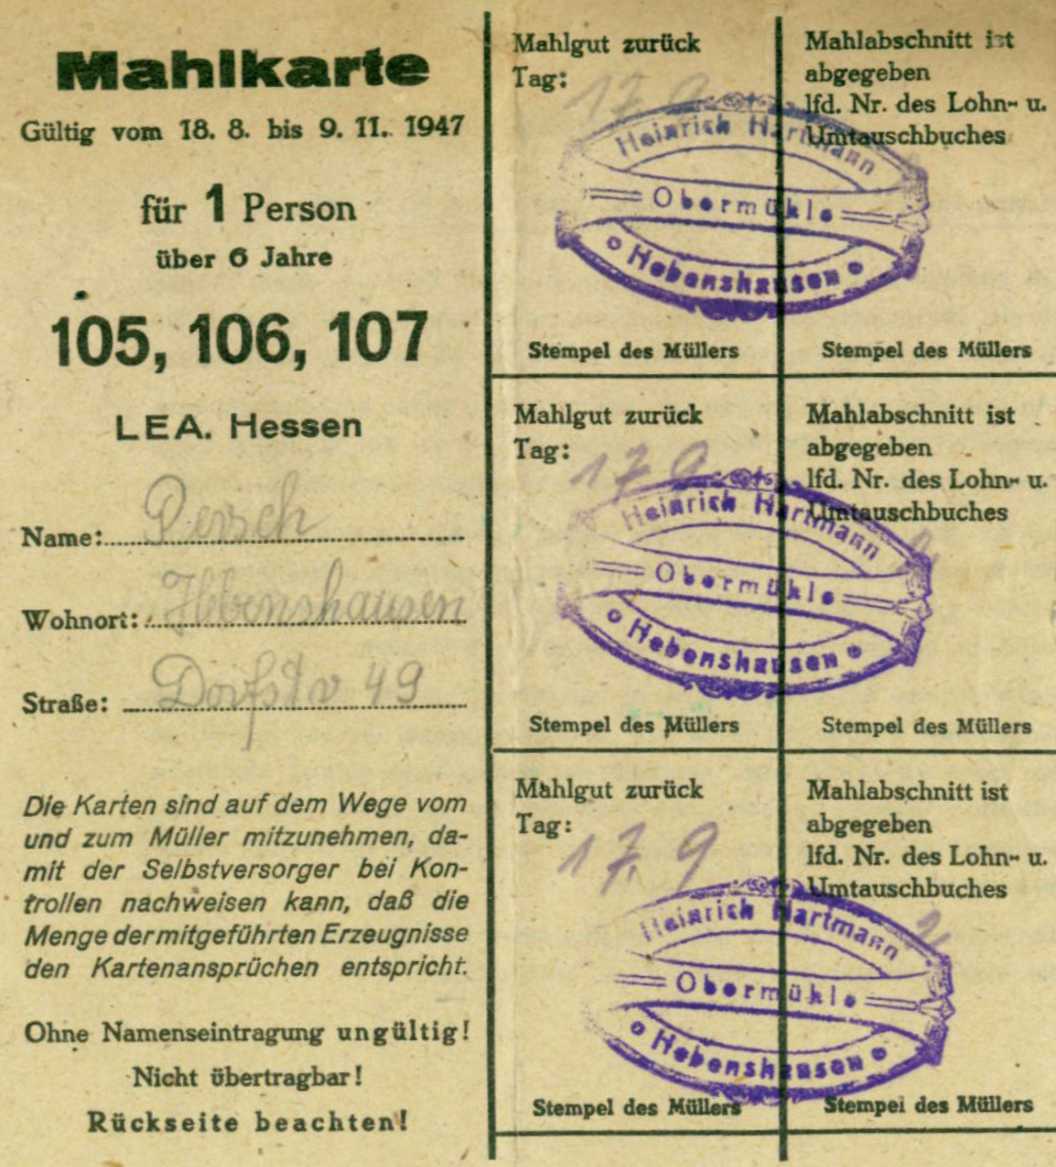 Mahlkarte
Gültig vom 18. 8. bis 9. 11. 1947
für 1 Person
über 6 Jahre
105, 106, 107
LEA. Hessen
Name: Persch
Wohnort: Hebenshausen
Straße: Dorfstr 49
Die Karten sind auf dem Wege vom
und zum Müller mitzunehmen, da-
mit der Selbstversorger bei Kon-
trollen nachweisen kann, daß die
Menge der mitgeführten Erzeugnisse
den Kartenansprüchen entspricht.
Ohne Namenseintragung ungültig!
Nicht übertragbar!
Rückseite beachten!
Mahlgut zurück
Tag: 17.9
Mahlabschnitt ist
abgegeben
lfd. Nr. des Lohn- u.
Umtauschbuches
Heinrich Hartmann
Obermühle
Hebenshausen
Stempel des Müllers
Stempel des Müllers
Mahlgut zurück
Tag: 17.9
Mahlabschnitt ist
abgegeben
lfd. Nr. des Lohn- u.
Umtauschbuches
Heinrich Hartmann
Obermühle
Hebenshausen
Stempel des Müllers
Stempel des Müllers
Mahlgut zurück
Tag: 17.9
Mahlabschnitt ist
abgegeben
lfd. Nr. des Lohn- u.
Umtauschbuches
Heinrich Hartmann
Obermühle
Hebenshausen
Stempel des Müllers
Stempel des Müllers